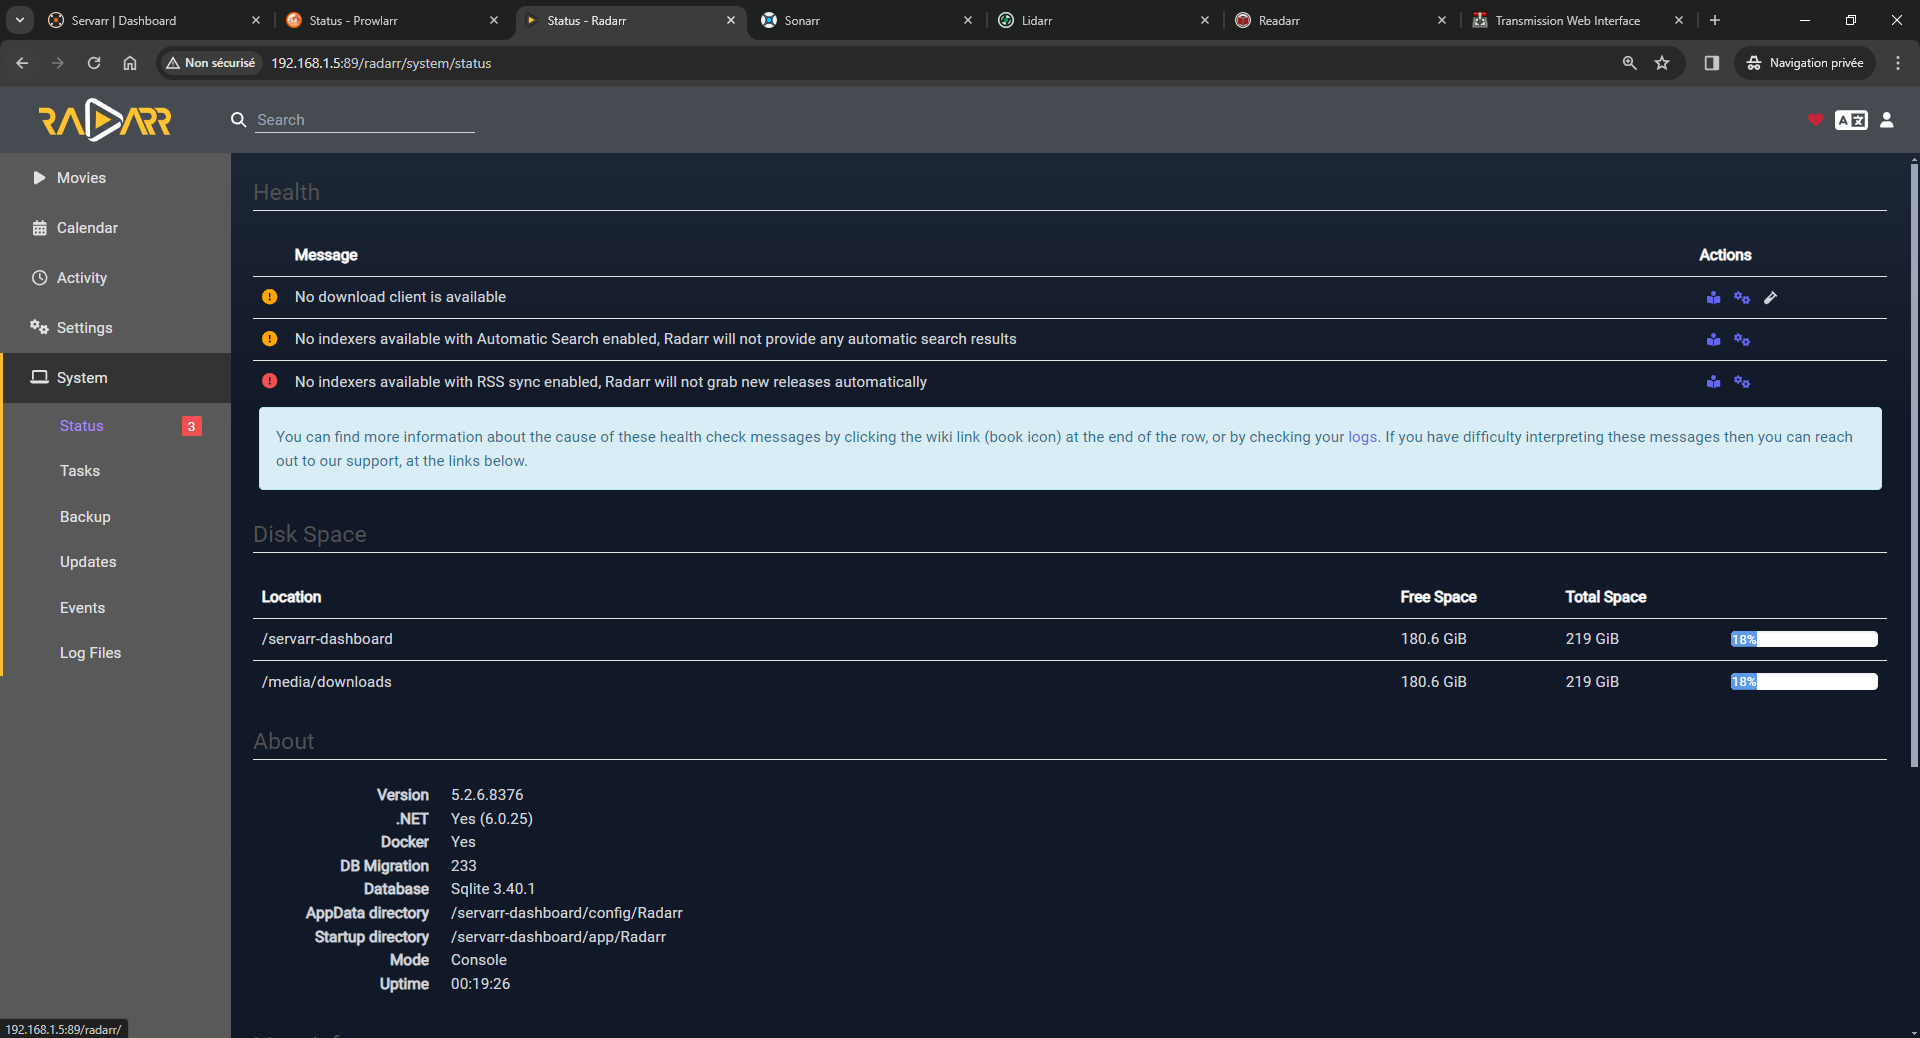 Servarr | Dashboard
Status - Prowlarr
Status - Radarr
Sonarr
Lidarr
Readarr
Transmission Web Interface
Non sécurisé
192.168.1.5:89/radarr/system/status
Navigation privée
RADARR
Search
Movies
Calendar
Activity
Settings
System
Status 3
Tasks
Backup
Updates
Events
Log Files
Health
Message Actions
No download client is available
No indexers available with Automatic Search enabled, Radarr will not provide any automatic search results
No indexers available with RSS sync enabled, Radarr will not grab new releases automatically
You can find more information about the cause of these health check messages by clicking the wiki link (book icon) at the end of the row, or by checking your logs. If you have difficulty interpreting these messages then you can reach
out to our support, at the links below.
Disk Space
Location Free Space Total Space
/servarr-dashboard 180.6 GiB 219 GiB 18%
/media/downloads 180.6 GiB 219 GiB 18%
About
Version 5.2.6.8376
.NET Yes (6.0.25)
Docker Yes
DB Migration 233
Database Sqlite 3.40.1
AppData directory /servarr-dashboard/config/Radarr
Startup directory /servarr-dashboard/app/Radarr
Mode Console
Uptime 00:19:26
192.168.1.5:89/radarr/